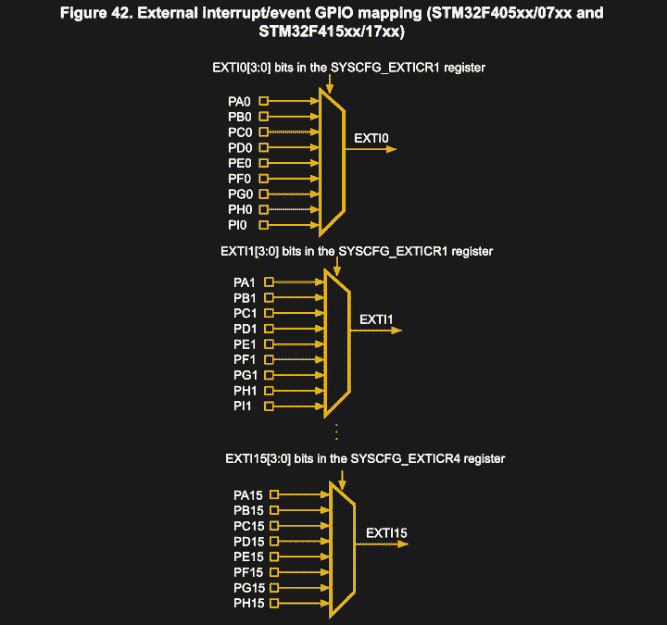 Figure 42. External interrupt/event GPIO mapping (STM32F405xx/07xx and
STM32F415xx/17xx)
EXTI0[3:0] bits in the SYSCFG_EXTICR1 register
PA0
PB0
PC0
PD0
PE0
PF0
PG0
PH0
PI0
EXTI0
EXTI1[3:0] bits in the SYSCFG_EXTICR1 register
PA1
PB1
PC1
PD1
PE1
PF1
PG1
PH1
PI1
EXTI1
EXTI15[3:0] bits in the SYSCFG_EXTICR4 register
PA15
PB15
PC15
PD15
PE15
PF15
PG15
PH15
EXTI15